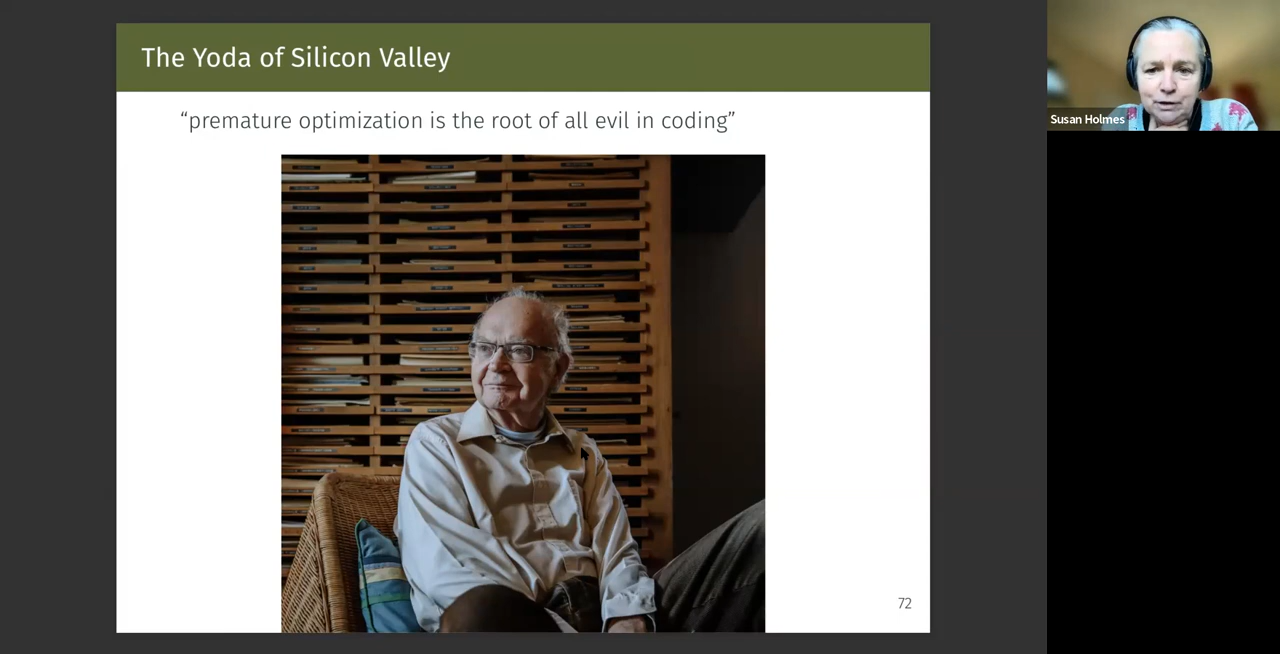 The Yoda of Silicon Valley
“premature optimization is the root of all evil in coding”
Susan Holmes
72